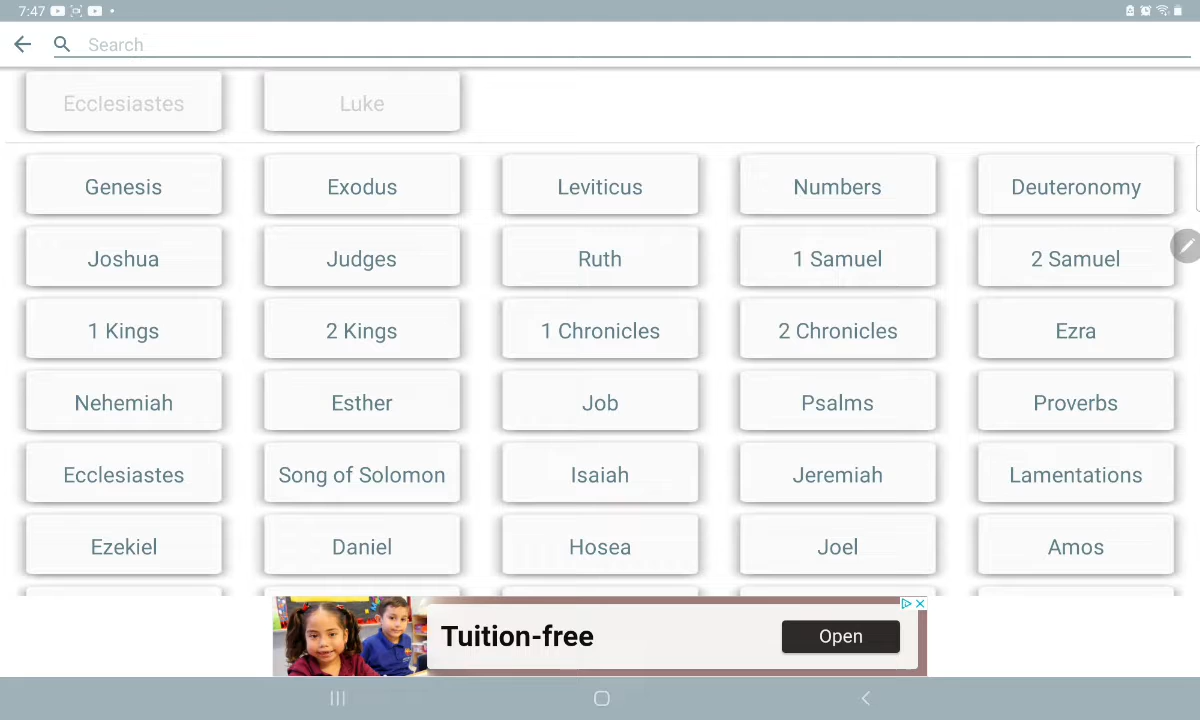 7:47
Search
Ecclesiastes Luke
Genesis Exodus Leviticus Numbers Deuteronomy
Joshua Judges Ruth 1 Samuel 2 Samuel
1 Kings 2 Kings 1 Chronicles 2 Chronicles Ezra
Nehemiah Esther Job Psalms Proverbs
Ecclesiastes Song of Solomon Isaiah Jeremiah Lamentations
Ezekiel Daniel Hosea Joel Amos
Tuition-free Open